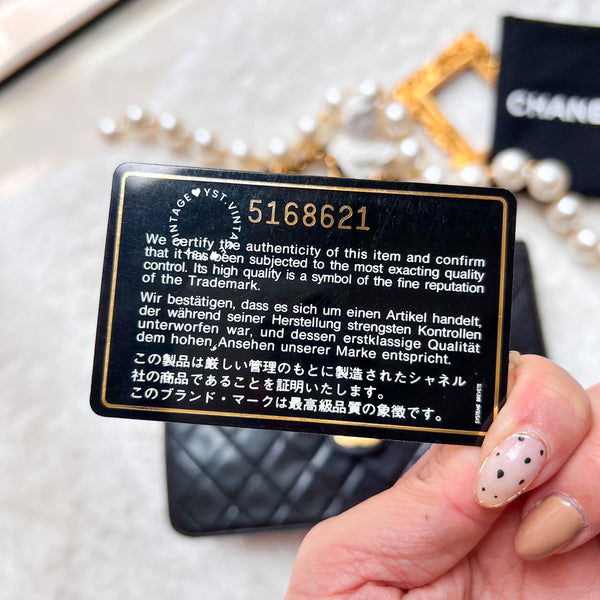 CHANE
VINTAGE♥YST.VINTA
5168621
We certify the authenticity of this item and confirm
that it has been subjected to the most exacting quality
control. Its high quality is a symbol of the fine reputation
of the Trademark.
Wir bestätigen, dass es sich um einen Artikel handelt,
der während seiner Herstellung strengsten Kontrollen
unterworfen war, und dessen erstklassige Qualität
dem hohen Ansehen unserer Marke entspricht.
この製品は厳しい管理のもとに製造されたシャネル
社の商品であることを証明いたします。
このブランド・マークは最高級品質の象徴です。